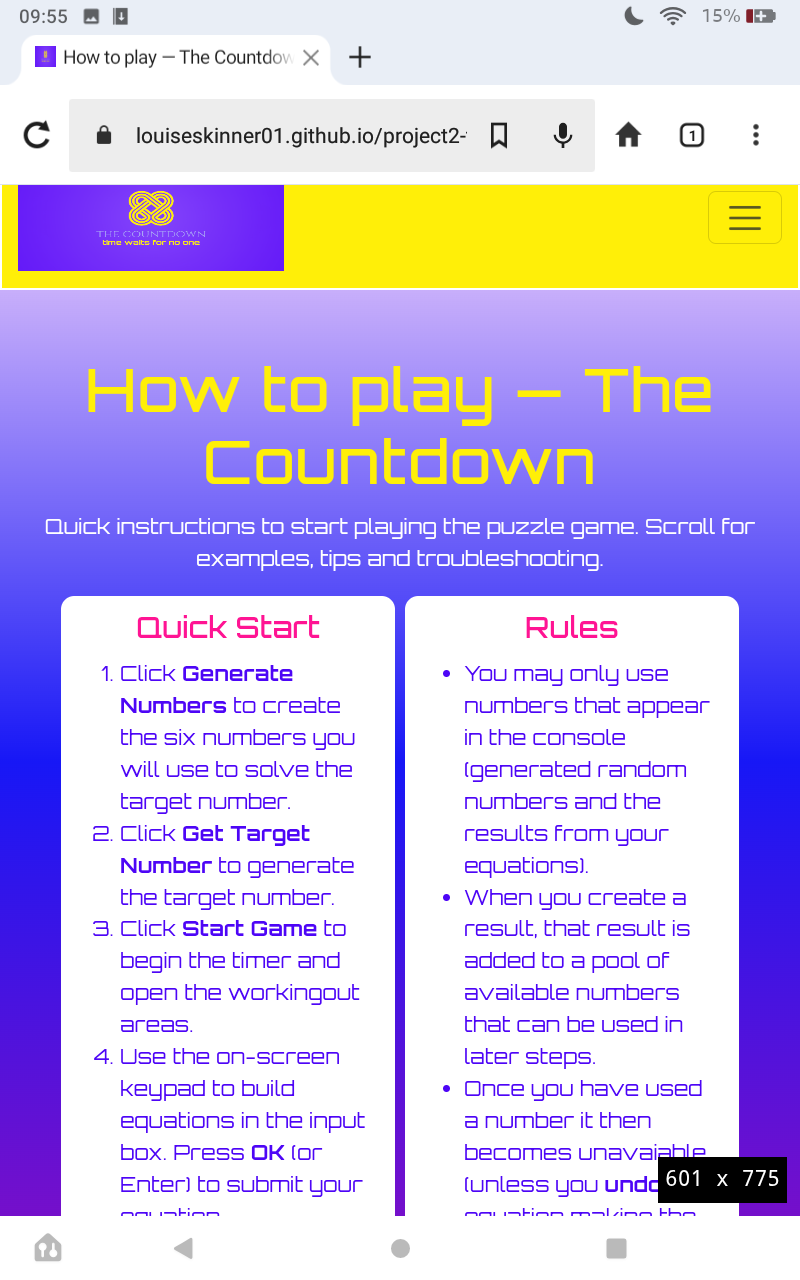 09:55
15%
How to play — The Countdow
louiseskinner01.github.io/project2-
1
THE COUNTDOWN
time waits for no one
How to play — The
Countdown
Quick instructions to start playing the puzzle game. Scroll for
examples, tips and troubleshooting.
Quick Start
1. Click Generate
Numbers to create
the six numbers you
will use to solve the
target number.
2. Click Get Target
Number to generate
the target number.
3. Click Start Game to
begin the timer and
open the workingout
areas.
4. Use the on-screen
keypad to build
equations in the input
box. Press OK (or
Enter) to submit your
equation.
Rules
• You may only use
numbers that appear
in the console
(generated random
numbers and the
results from your
equations).
• When you create a
result, that result is
added to a pool of
available numbers
that can be used in
later steps.
• Once you have used
a number it then
becomes unavaiable
(unless you undo
equation making the
601 x 775